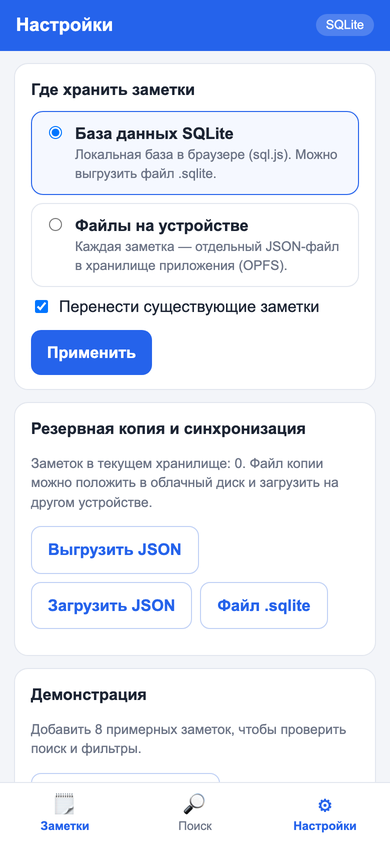 Настройки
SQLite
Где хранить заметки
База данных SQLite
Локальная база в браузере (sql.js). Можно
выгрузить файл .sqlite.
Файлы на устройстве
Каждая заметка — отдельный JSON-файл
в хранилище приложения (OPFS).
Перенести существующие заметки
Применить
Резервная копия и синхронизация
Заметок в текущем хранилище: 0. Файл копии
можно положить в облачный диск и загрузить на
другом устройстве.
Выгрузить JSON
Загрузить JSON
Файл .sqlite
Демонстрация
Добавить 8 примерных заметок, чтобы проверить
поиск и фильтры.
Заметки
Поиск
Настройки